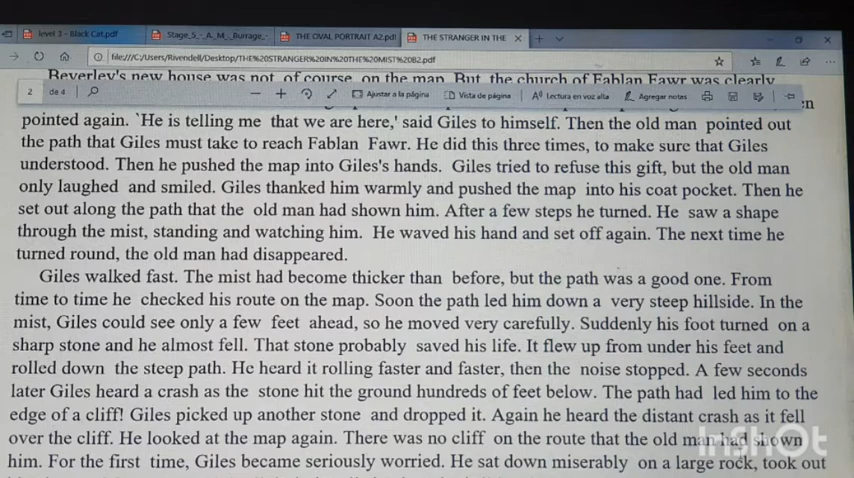 level 3 - Black Cat.pdf
Stage_5_-_A_M_Burrage_-
THE OVAL PORTRAIT A2.pdf
THE STRANGER IN THE
file:///C:/Users/Rivendell/Desktop/THE%20STRANGER%20IN%20THE%20MIST%20B2.pdf
Beverley's new house was not of course on the map. But the church of Fablan Fawr was clearly
2 de 4
Ajustar a la página
Vista de página
Lectura en voz alta
Agregar notas
pointed again. `He is telling me that we are here,' said Giles to himself. Then the old man pointed out
the path that Giles must take to reach Fablan Fawr. He did this three times, to make sure that Giles
understood. Then he pushed the map into Giles's hands. Giles tried to refuse this gift, but the old man
only laughed and smiled. Giles thanked him warmly and pushed the map into his coat pocket. Then he
set out along the path that the old man had shown him. After a few steps he turned. He saw a shape
through the mist, standing and watching him. He waved his hand and set off again. The next time he
turned round, the old man had disappeared.
Giles walked fast. The mist had become thicker than before, but the path was a good one. From
time to time he checked his route on the map. Soon the path led him down a very steep hillside. In the
mist, Giles could see only a few feet ahead, so he moved very carefully. Suddenly his foot turned on a
sharp stone and he almost fell. That stone probably saved his life. It flew up from under his feet and
rolled down the steep path. He heard it rolling faster and faster, then the noise stopped. A few seconds
later Giles heard a crash as the stone hit the ground hundreds of feet below. The path had led him to the
edge of a cliff! Giles picked up another stone and dropped it. Again he heard the distant crash as it fell
over the cliff. He looked at the map again. There was no cliff on the route that the old man had shown
him. For the first time, Giles became seriously worried. He sat down miserably on a large rock, took out
InShot